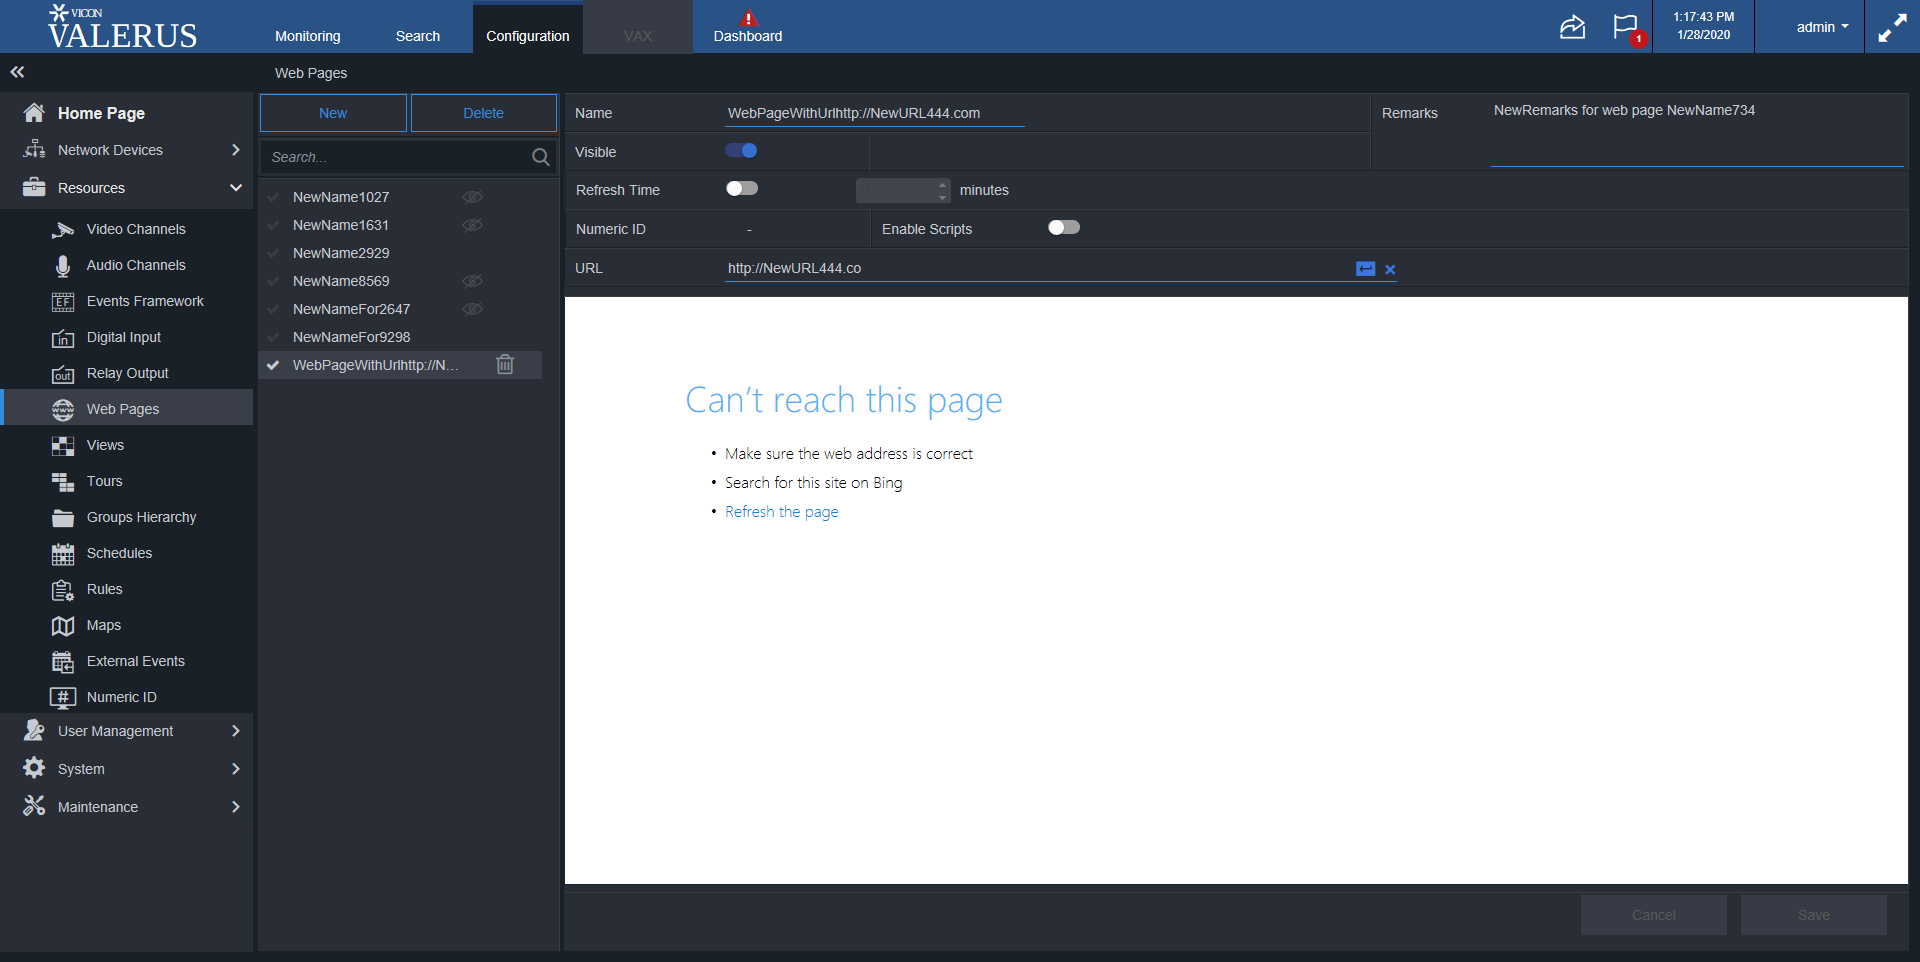 VICON
VALERUS
Monitoring
Search
Configuration
VAX
Dashboard
1
1:17:43 PM
1/28/2020
admin
Web Pages
Home Page
Network Devices
Resources
Video Channels
Audio Channels
EF
Events Framework
in
Digital Input
out
Relay Output
www
Web Pages
Views
Tours
Groups Hierarchy
Schedules
Rules
Maps
External Events
#
Numeric ID
User Management
System
Maintenance
New
Delete
Search...
NewName1027
NewName1631
NewName2929
NewName8569
NewNameFor2647
NewNameFor9298
WebPageWithUrlhttp://N...
Name
WebPageWithUrlhttp://NewURL444.com
Remarks
NewRemarks for web page NewName734
Visible
Refresh Time
minutes
Numeric ID
-
Enable Scripts
URL
http://NewURL444.co
Can't reach this page
• Make sure the web address is correct
• Search for this site on Bing
• Refresh the page
Cancel
Save